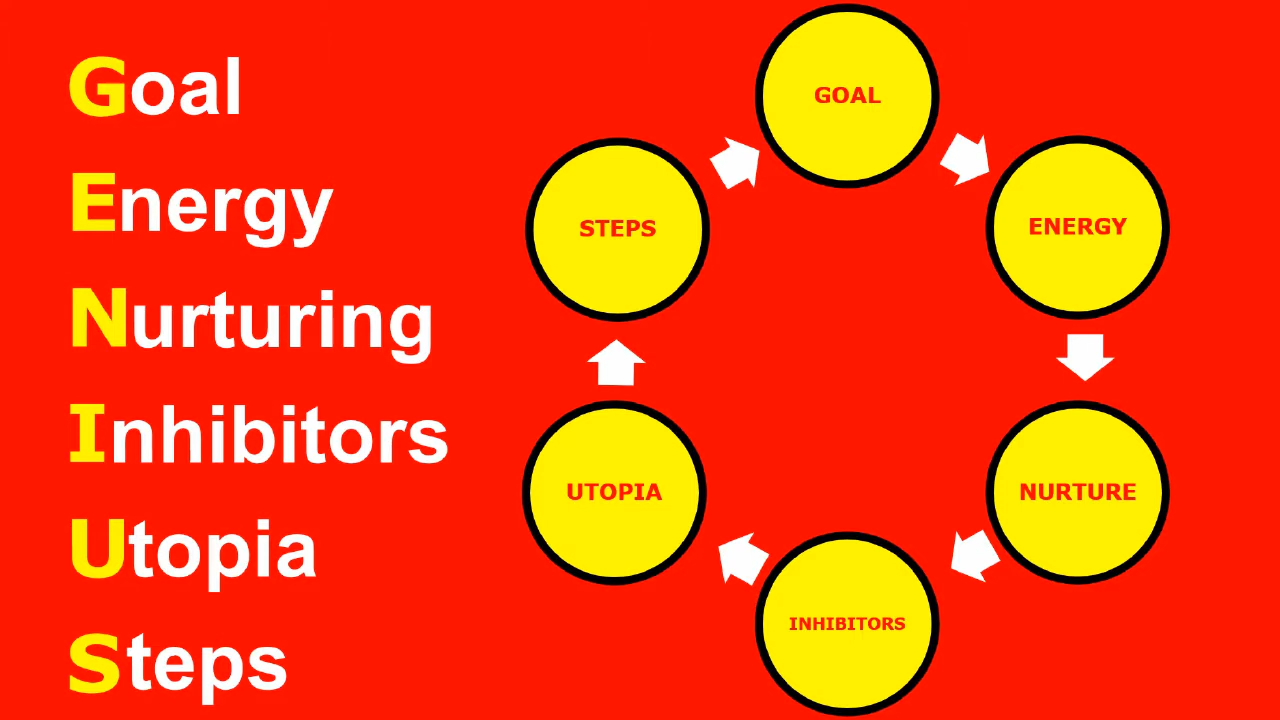 Goal
Energy
Nurturing
Inhibitors
Utopia
Steps
GOAL
ENERGY
NURTURE
INHIBITORS
UTOPIA
STEPS